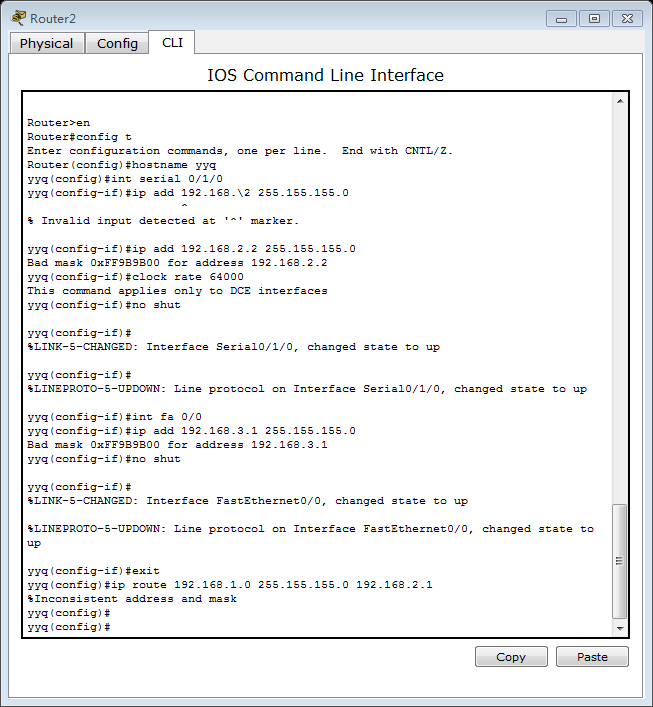 Router2
Physical Config CLI
IOS Command Line Interface
Router>en
Router#config t
Enter configuration commands, one per line.  End with CNTL/Z.
Router(config)#hostname yyq
yyq(config)#int serial 0/1/0
yyq(config-if)#ip add 192.168.\2 255.155.155.0
^
% Invalid input detected at '^' marker.
yyq(config-if)#ip add 192.168.2.2 255.155.155.0
Bad mask 0xFF9B9B00 for address 192.168.2.2
yyq(config-if)#clock rate 64000
This command applies only to DCE interfaces
yyq(config-if)#no shut
yyq(config-if)#
%LINK-5-CHANGED: Interface Serial0/1/0, changed state to up
yyq(config-if)#
%LINEPROTO-5-UPDOWN: Line protocol on Interface Serial0/1/0, changed state to up
yyq(config-if)#int fa 0/0
yyq(config-if)#ip add 192.168.3.1 255.155.155.0
Bad mask 0xFF9B9B00 for address 192.168.3.1
yyq(config-if)#no shut
yyq(config-if)#
%LINK-5-CHANGED: Interface FastEthernet0/0, changed state to up
%LINEPROTO-5-UPDOWN: Line protocol on Interface FastEthernet0/0, changed state to
up
yyq(config-if)#exit
yyq(config)#ip route 192.168.1.0 255.155.155.0 192.168.2.1
%Inconsistent address and mask
yyq(config)#
yyq(config)#
Copy Paste